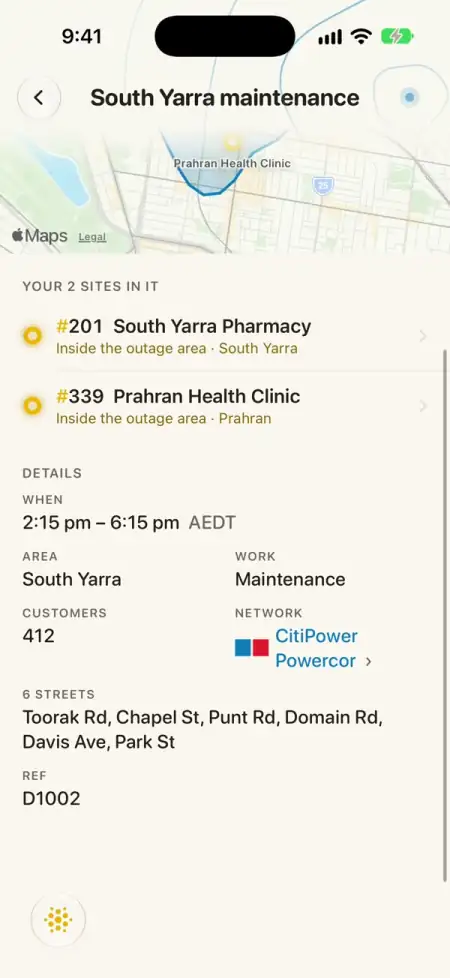 9:41
South Yarra maintenance
Prahran Health Clinic
25
Maps Legal
YOUR 2 SITES IN IT
#201 South Yarra Pharmacy
Inside the outage area · South Yarra
#339 Prahran Health Clinic
Inside the outage area · Prahran
DETAILS
WHEN
2:15 pm – 6:15 pm AEDT
AREA
South Yarra
WORK
Maintenance
CUSTOMERS
412
NETWORK
CitiPower
Powercor ›
6 STREETS
Toorak Rd, Chapel St, Punt Rd, Domain Rd,
Davis Ave, Park St
REF
D1002